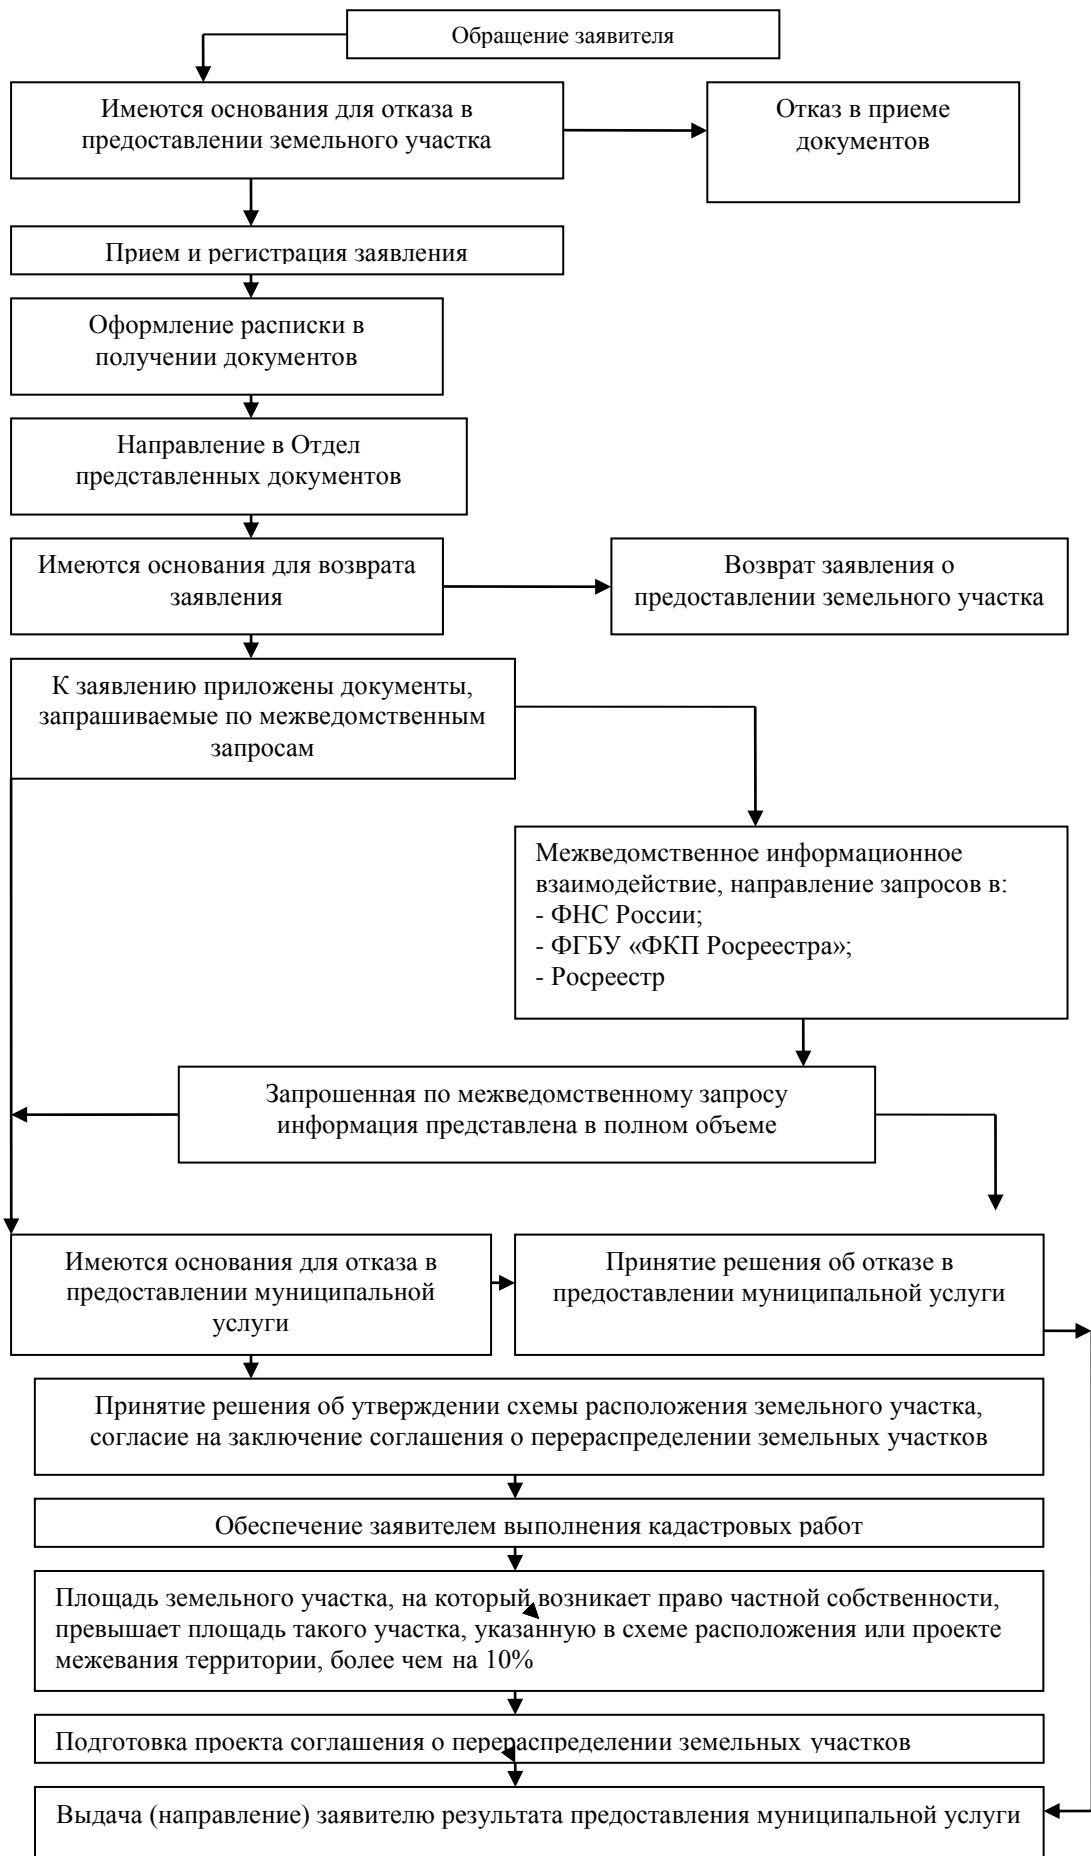 Обращение заявителя
Имеются основания для отказа в
предоставлении земельного участка
Отказ в приеме
документов
Прием и регистрация заявления
Оформление расписки в
получении документов
Направление в Отдел
представленных документов
Имеются основания для возврата
заявления
Возврат заявления о
предоставлении земельного участка
К заявлению приложены документы,
запрашиваемые по межведомственным
запросам
Межведомственное информационное
взаимодействие, направление запросов в:
- ФНС России;
- ФГБУ «ФКП Росреестра»;
- Росреестр
Запрошенная по межведомственному запросу
информация представлена в полном объеме
Имеются основания для отказа в
предоставлении муниципальной
услуги
Принятие решения об отказе в
предоставлении муниципальной услуги
Принятие решения об утверждении схемы расположения земельного участка,
согласие на заключение соглашения о перераспределении земельных участков
Обеспечение заявителем выполнения кадастровых работ
Площадь земельного участка, на который возникает право частной собственности,
превышает площадь такого участка, указанную в схеме расположения или проекте
межевания территории, более чем на 10%
Подготовка проекта соглашения о перераспределении земельных участков
Выдача (направление) заявителю результата предоставления муниципальной услуги